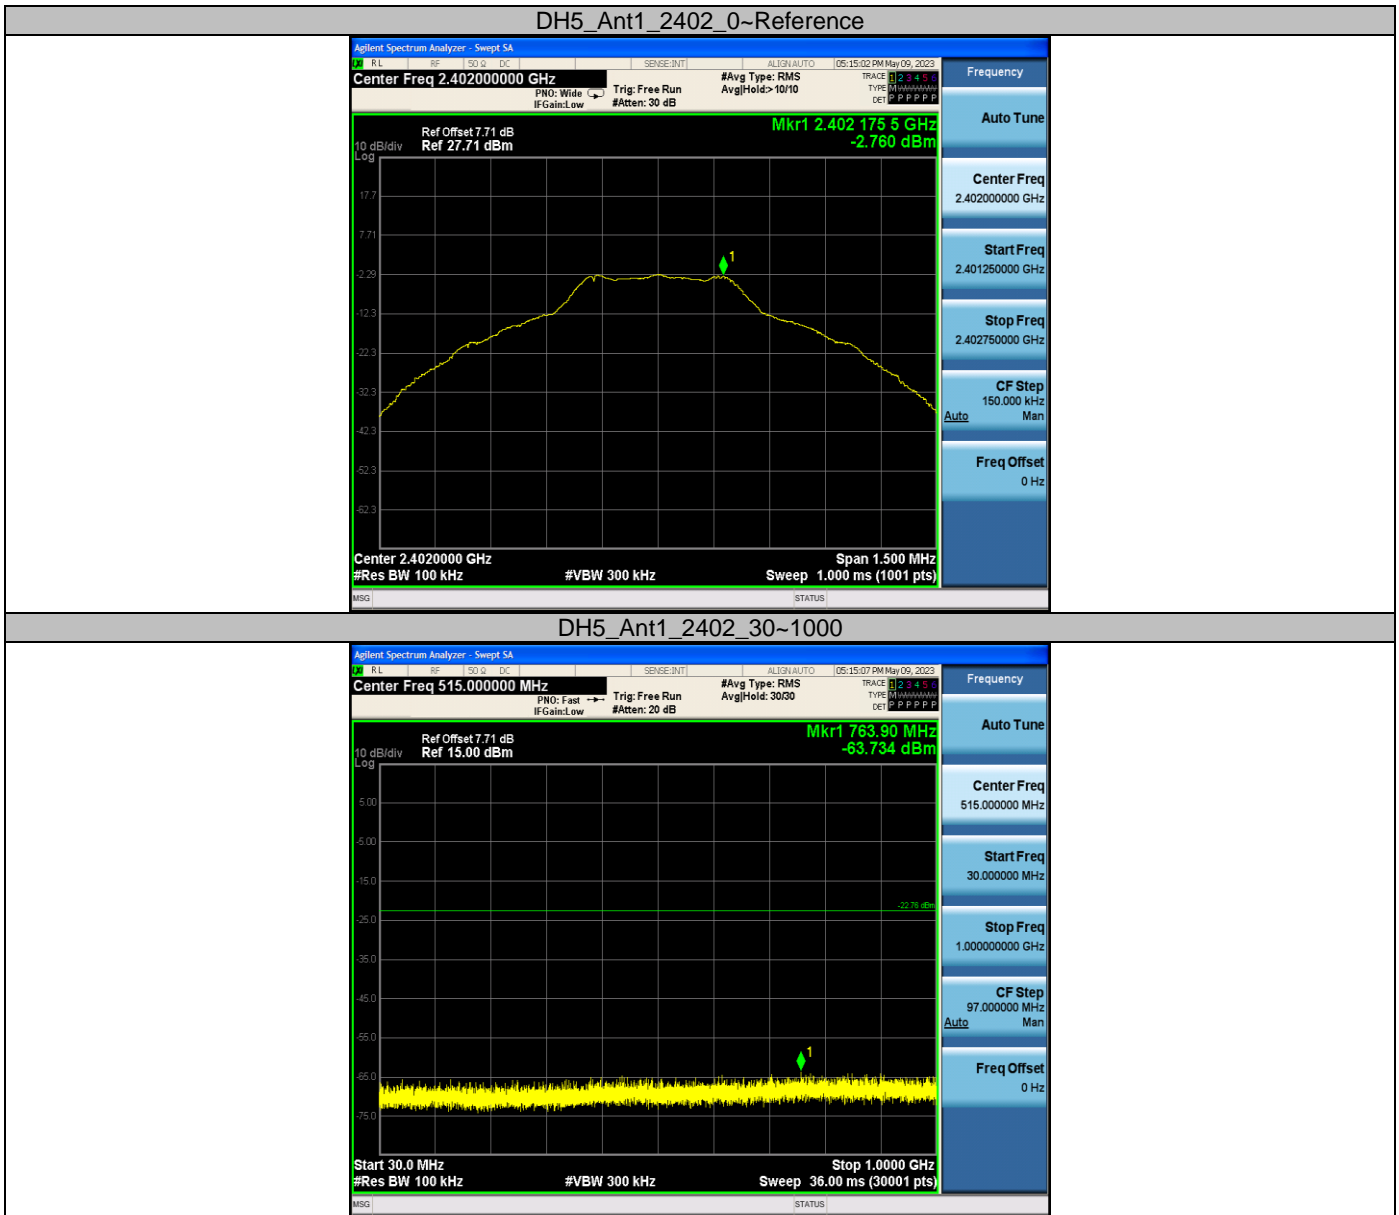 DH5_Ant1_2402_0~Reference
Agilent Spectrum Analyzer - Swept SA
RL RF 50 Ω DC SENSE:INT ALIGN AUTO 05:15:02 PM May 09, 2023
Center Freq 2.402000000 GHz
PNO: Wide
IFGain:Low
Trig: Free Run
#Atten: 30 dB
#Avg Type: RMS
Avg|Hold:>10/10
TRACE 1 2 3 4 5 6
TYPE M
DET P P P P P P
Frequency
Auto Tune
Mkr1 2.402 175 5 GHz
-2.760 dBm
Ref Offset 7.71 dB
10 dB/div Ref 27.71 dBm
Log
17.7
7.71
-2.29
-12.3
-22.3
-32.3
-42.3
-52.3
-62.3
1
Center Freq
2.402000000 GHz
Start Freq
2.401250000 GHz
Stop Freq
2.402750000 GHz
CF Step
150.000 kHz
Auto Man
Freq Offset
0 Hz
Center 2.4020000 GHz Span 1.500 MHz
#Res BW 100 kHz #VBW 300 kHz Sweep 1.000 ms (1001 pts)
MSG STATUS
DH5_Ant1_2402_30~1000
Agilent Spectrum Analyzer - Swept SA
RL RF 50 Ω DC SENSE:INT ALIGN AUTO 05:15:07 PM May 09, 2023
Center Freq 515.000000 MHz
PNO: Fast
IFGain:Low
Trig: Free Run
#Atten: 20 dB
#Avg Type: RMS
Avg|Hold: 30/30
TRACE 1 2 3 4 5 6
TYPE M
DET P P P P P P
Frequency
Auto Tune
Mkr1 763.90 MHz
-63.734 dBm
Ref Offset 7.71 dB
10 dB/div Ref 15.00 dBm
Log
5.00
-5.00
-15.0
-25.0
-35.0
-45.0
-55.0
-65.0
-75.0
-22.76 dBm
1
Center Freq
515.000000 MHz
Start Freq
30.000000 MHz
Stop Freq
1.000000000 GHz
CF Step
97.000000 MHz
Auto Man
Freq Offset
0 Hz
Start 30.0 MHz Stop 1.0000 GHz
#Res BW 100 kHz #VBW 300 kHz Sweep 36.00 ms (30001 pts)
MSG STATUS